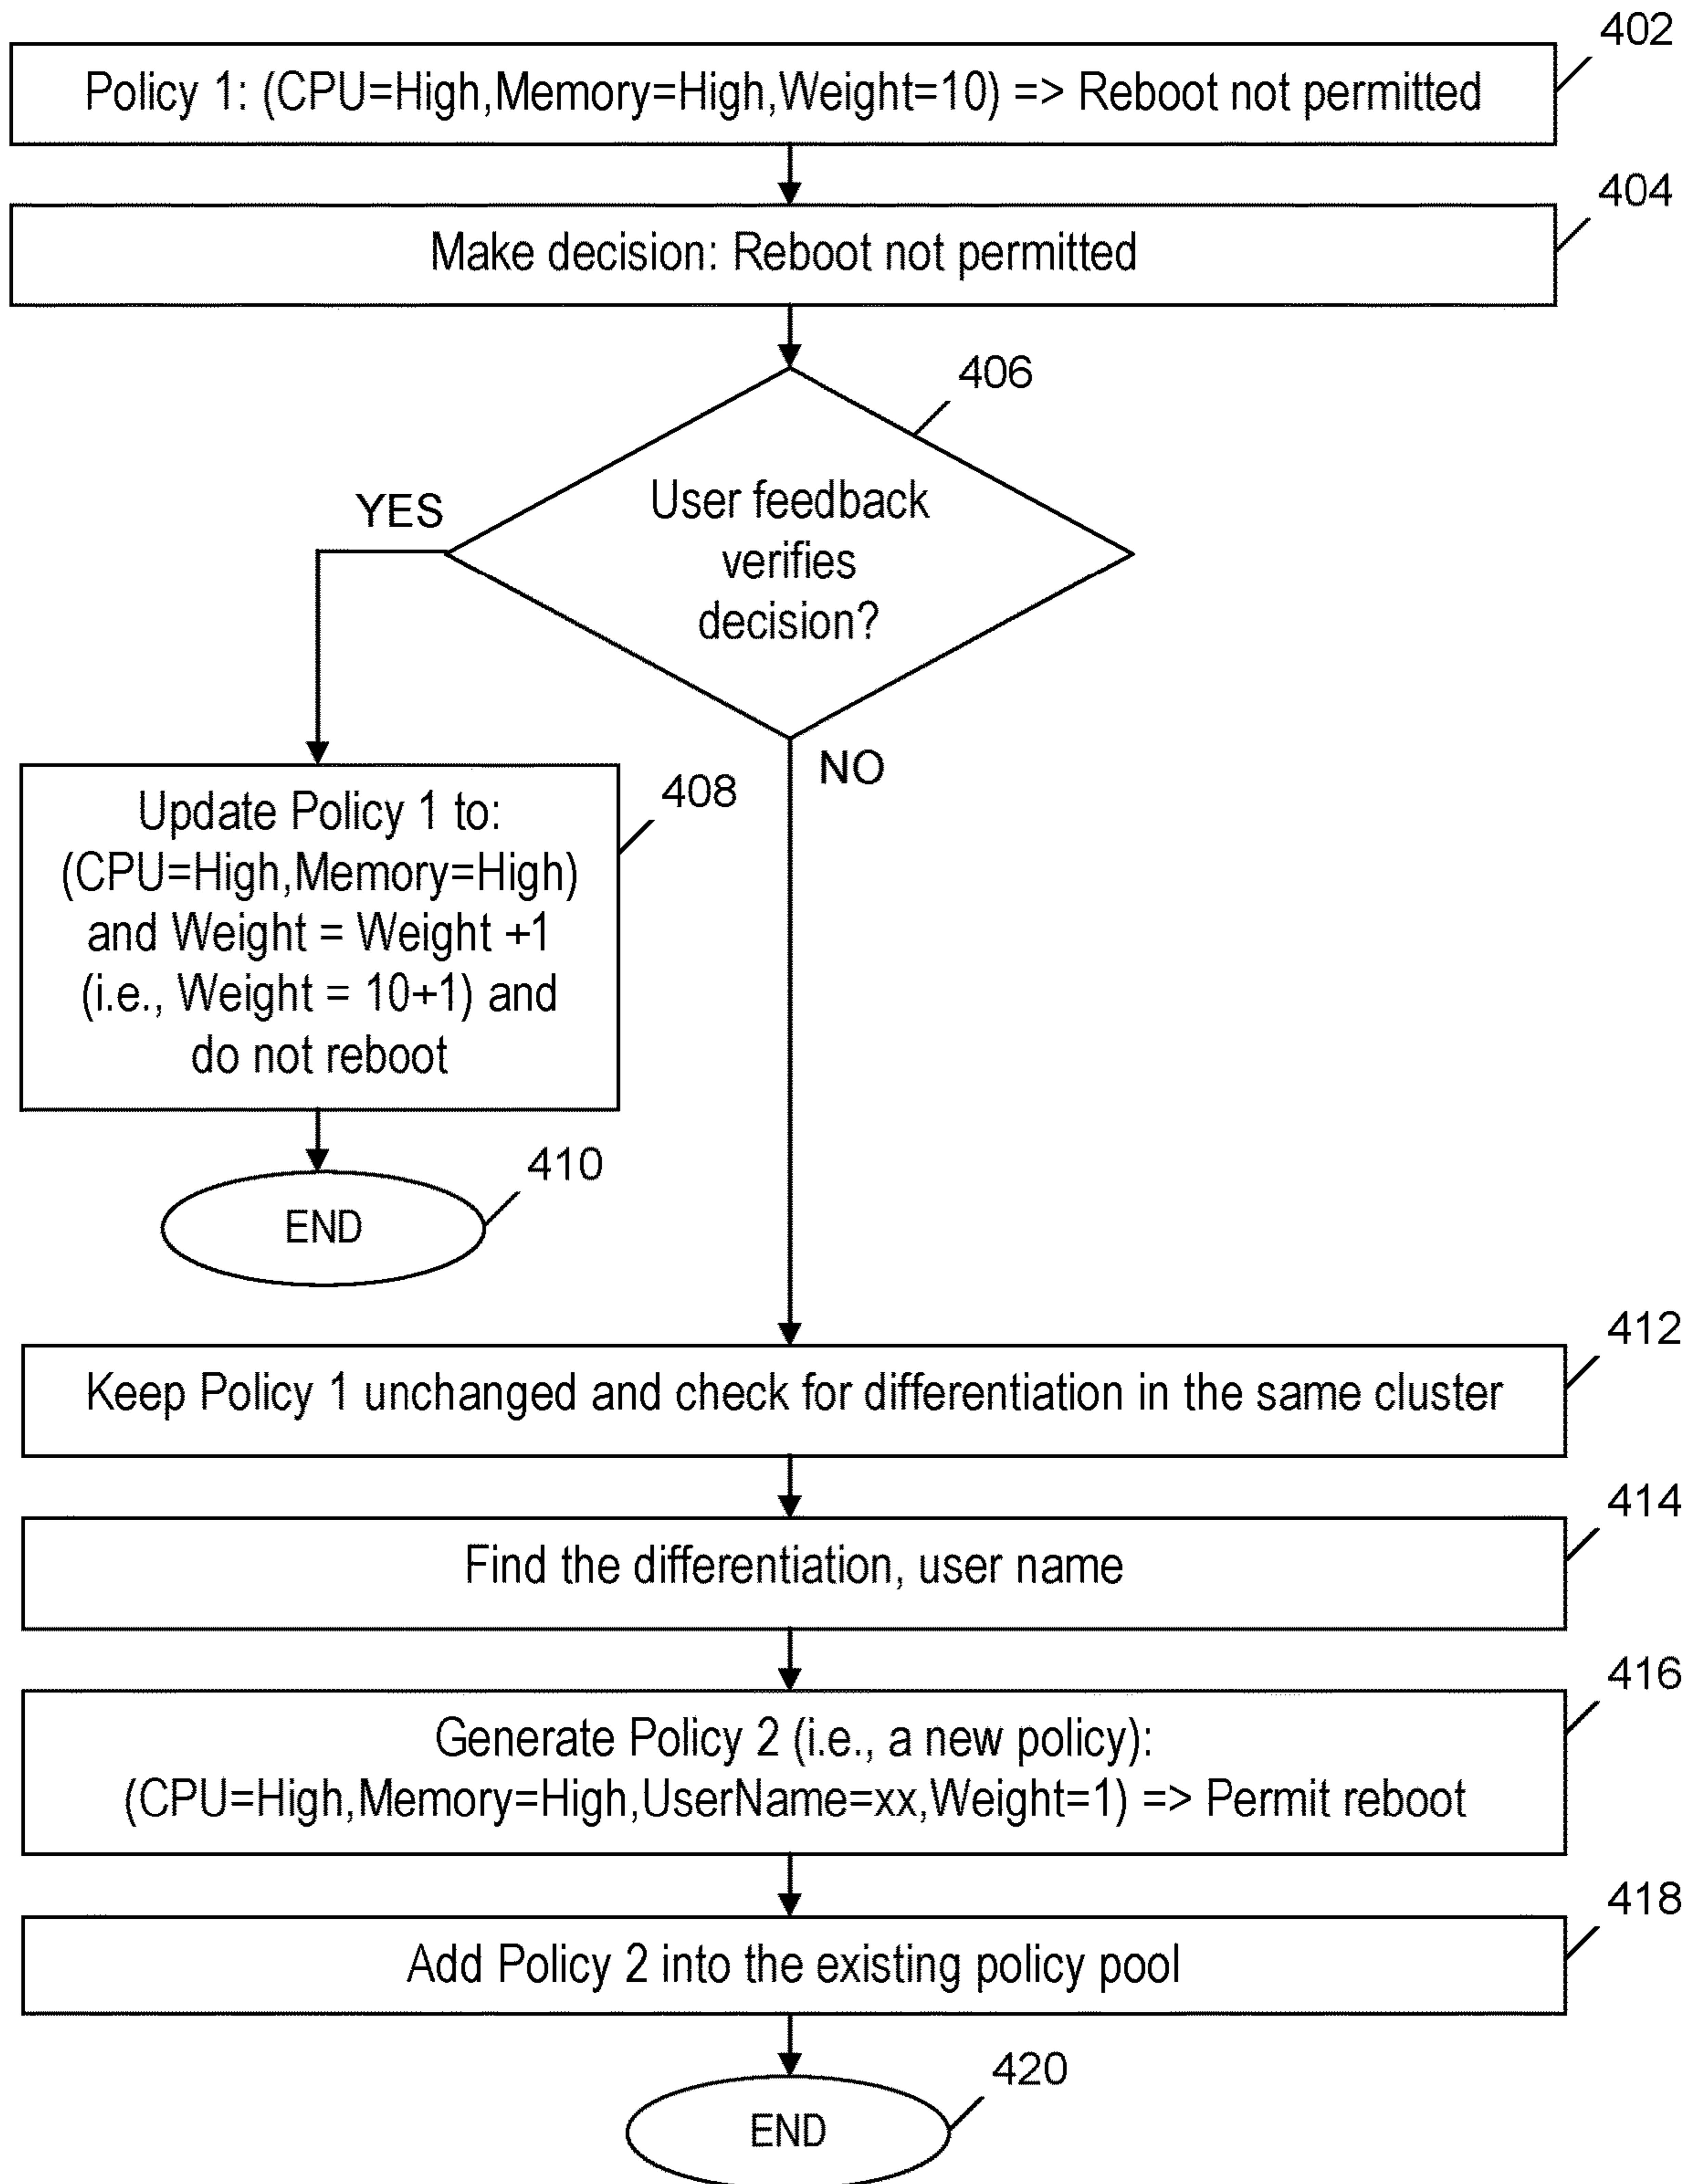 402
Policy 1: (CPU=High,Memory=High,Weight=10) => Reboot not permitted
404
Make decision: Reboot not permitted
406
User feedback
verifies
decision?
YES
NO
408
Update Policy 1 to:
(CPU=High,Memory=High)
and Weight = Weight +1
(i.e., Weight = 10+1) and
do not reboot
410
END
412
Keep Policy 1 unchanged and check for differentiation in the same cluster
414
Find the differentiation, user name
416
Generate Policy 2 (i.e., a new policy):
(CPU=High,Memory=High,UserName=xx,Weight=1) => Permit reboot
418
Add Policy 2 into the existing policy pool
420
END